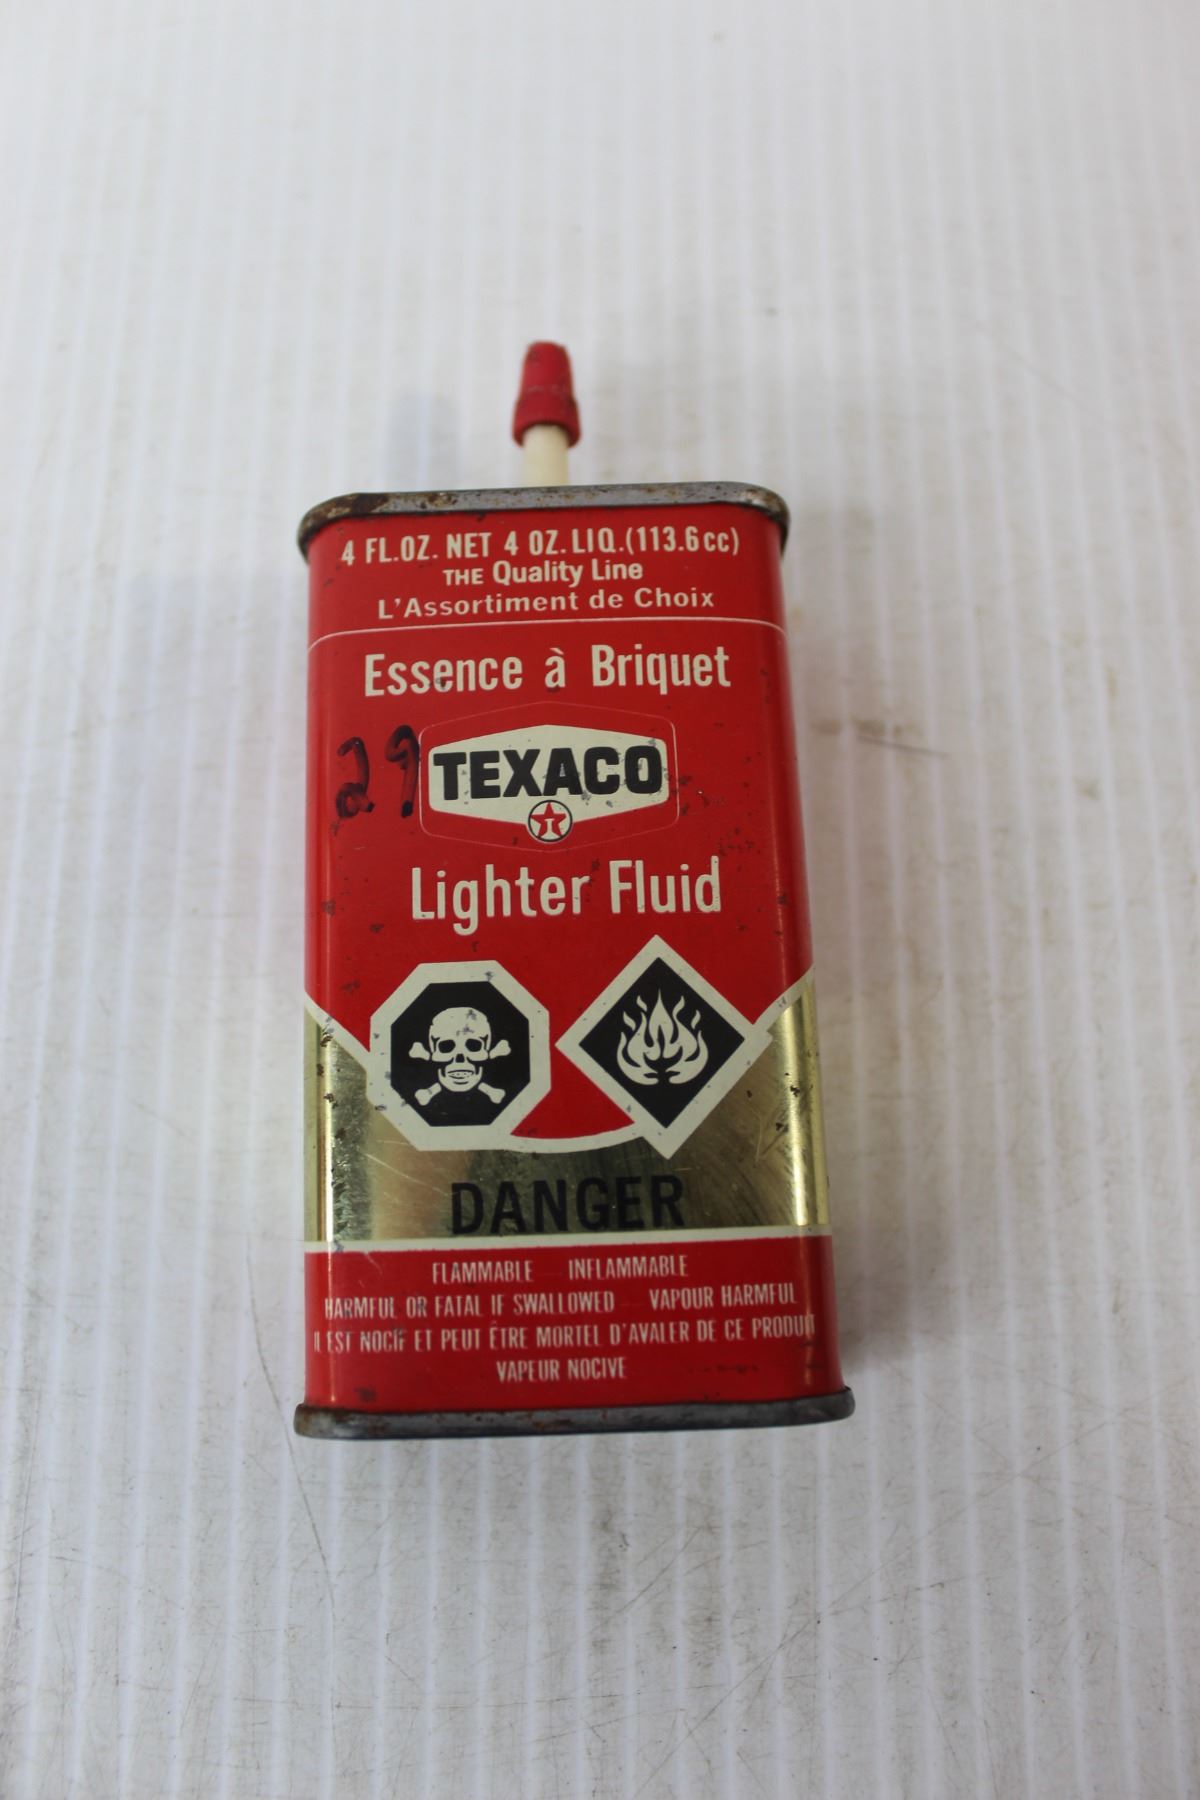 4 FL.OZ. NET 4 OZ.LIQ.(113.6cc)
THE Quality Line
L'Assortiment de Choix
Essence à Briquet
29
TEXACO
T
Lighter Fluid
DANGER
FLAMMABLE INFLAMMABLE
HARMFUL OR FATAL IF SWALLOWED VAPOUR HARMFUL
IL EST NOCIF ET PEUT ÊTRE MORTEL D'AVALER DE CE PRODUIT
VAPEUR NOCIVE